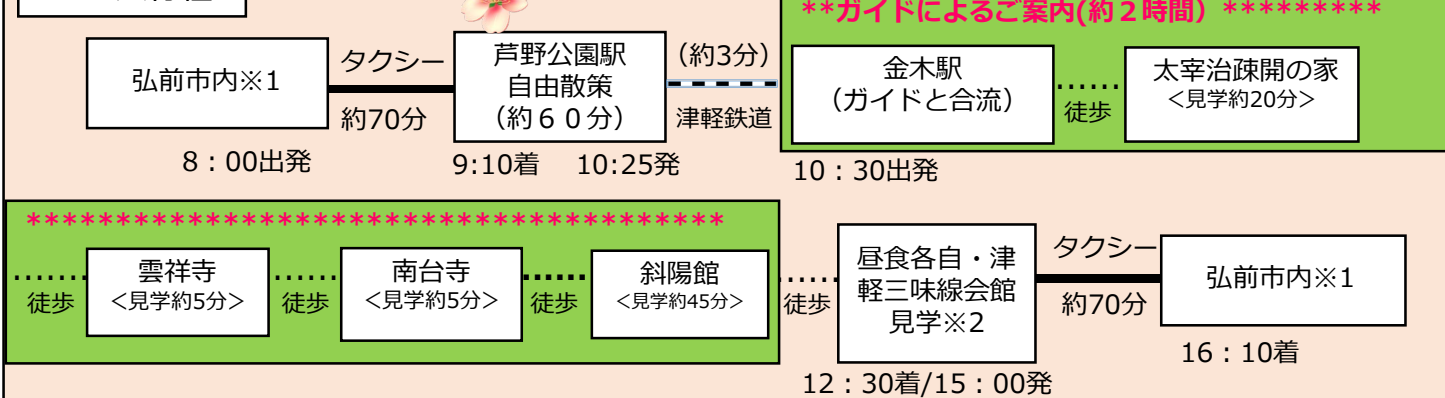 **ガイドによるご案内(約２時間）*********
弘前市内※1
タクシー
約70分
芦野公園駅
自由散策
（約６０分）
（約3分）
津軽鉄道
金木駅
（ガイドと合流）
……
徒歩
太宰治疎開の家
<見学約20分>
8：00出発
9:10着
10:25発
10：30出発
***************************************
……
徒歩
雲祥寺
<見学約5分>
……
徒歩
南台寺
<見学約5分>
……
徒歩
斜陽館
<見学約45分>
……
徒歩
昼食各自・津
軽三味線会館
見学※2
タクシー
約70分
弘前市内※1
12：30着/15：00発
16：10着